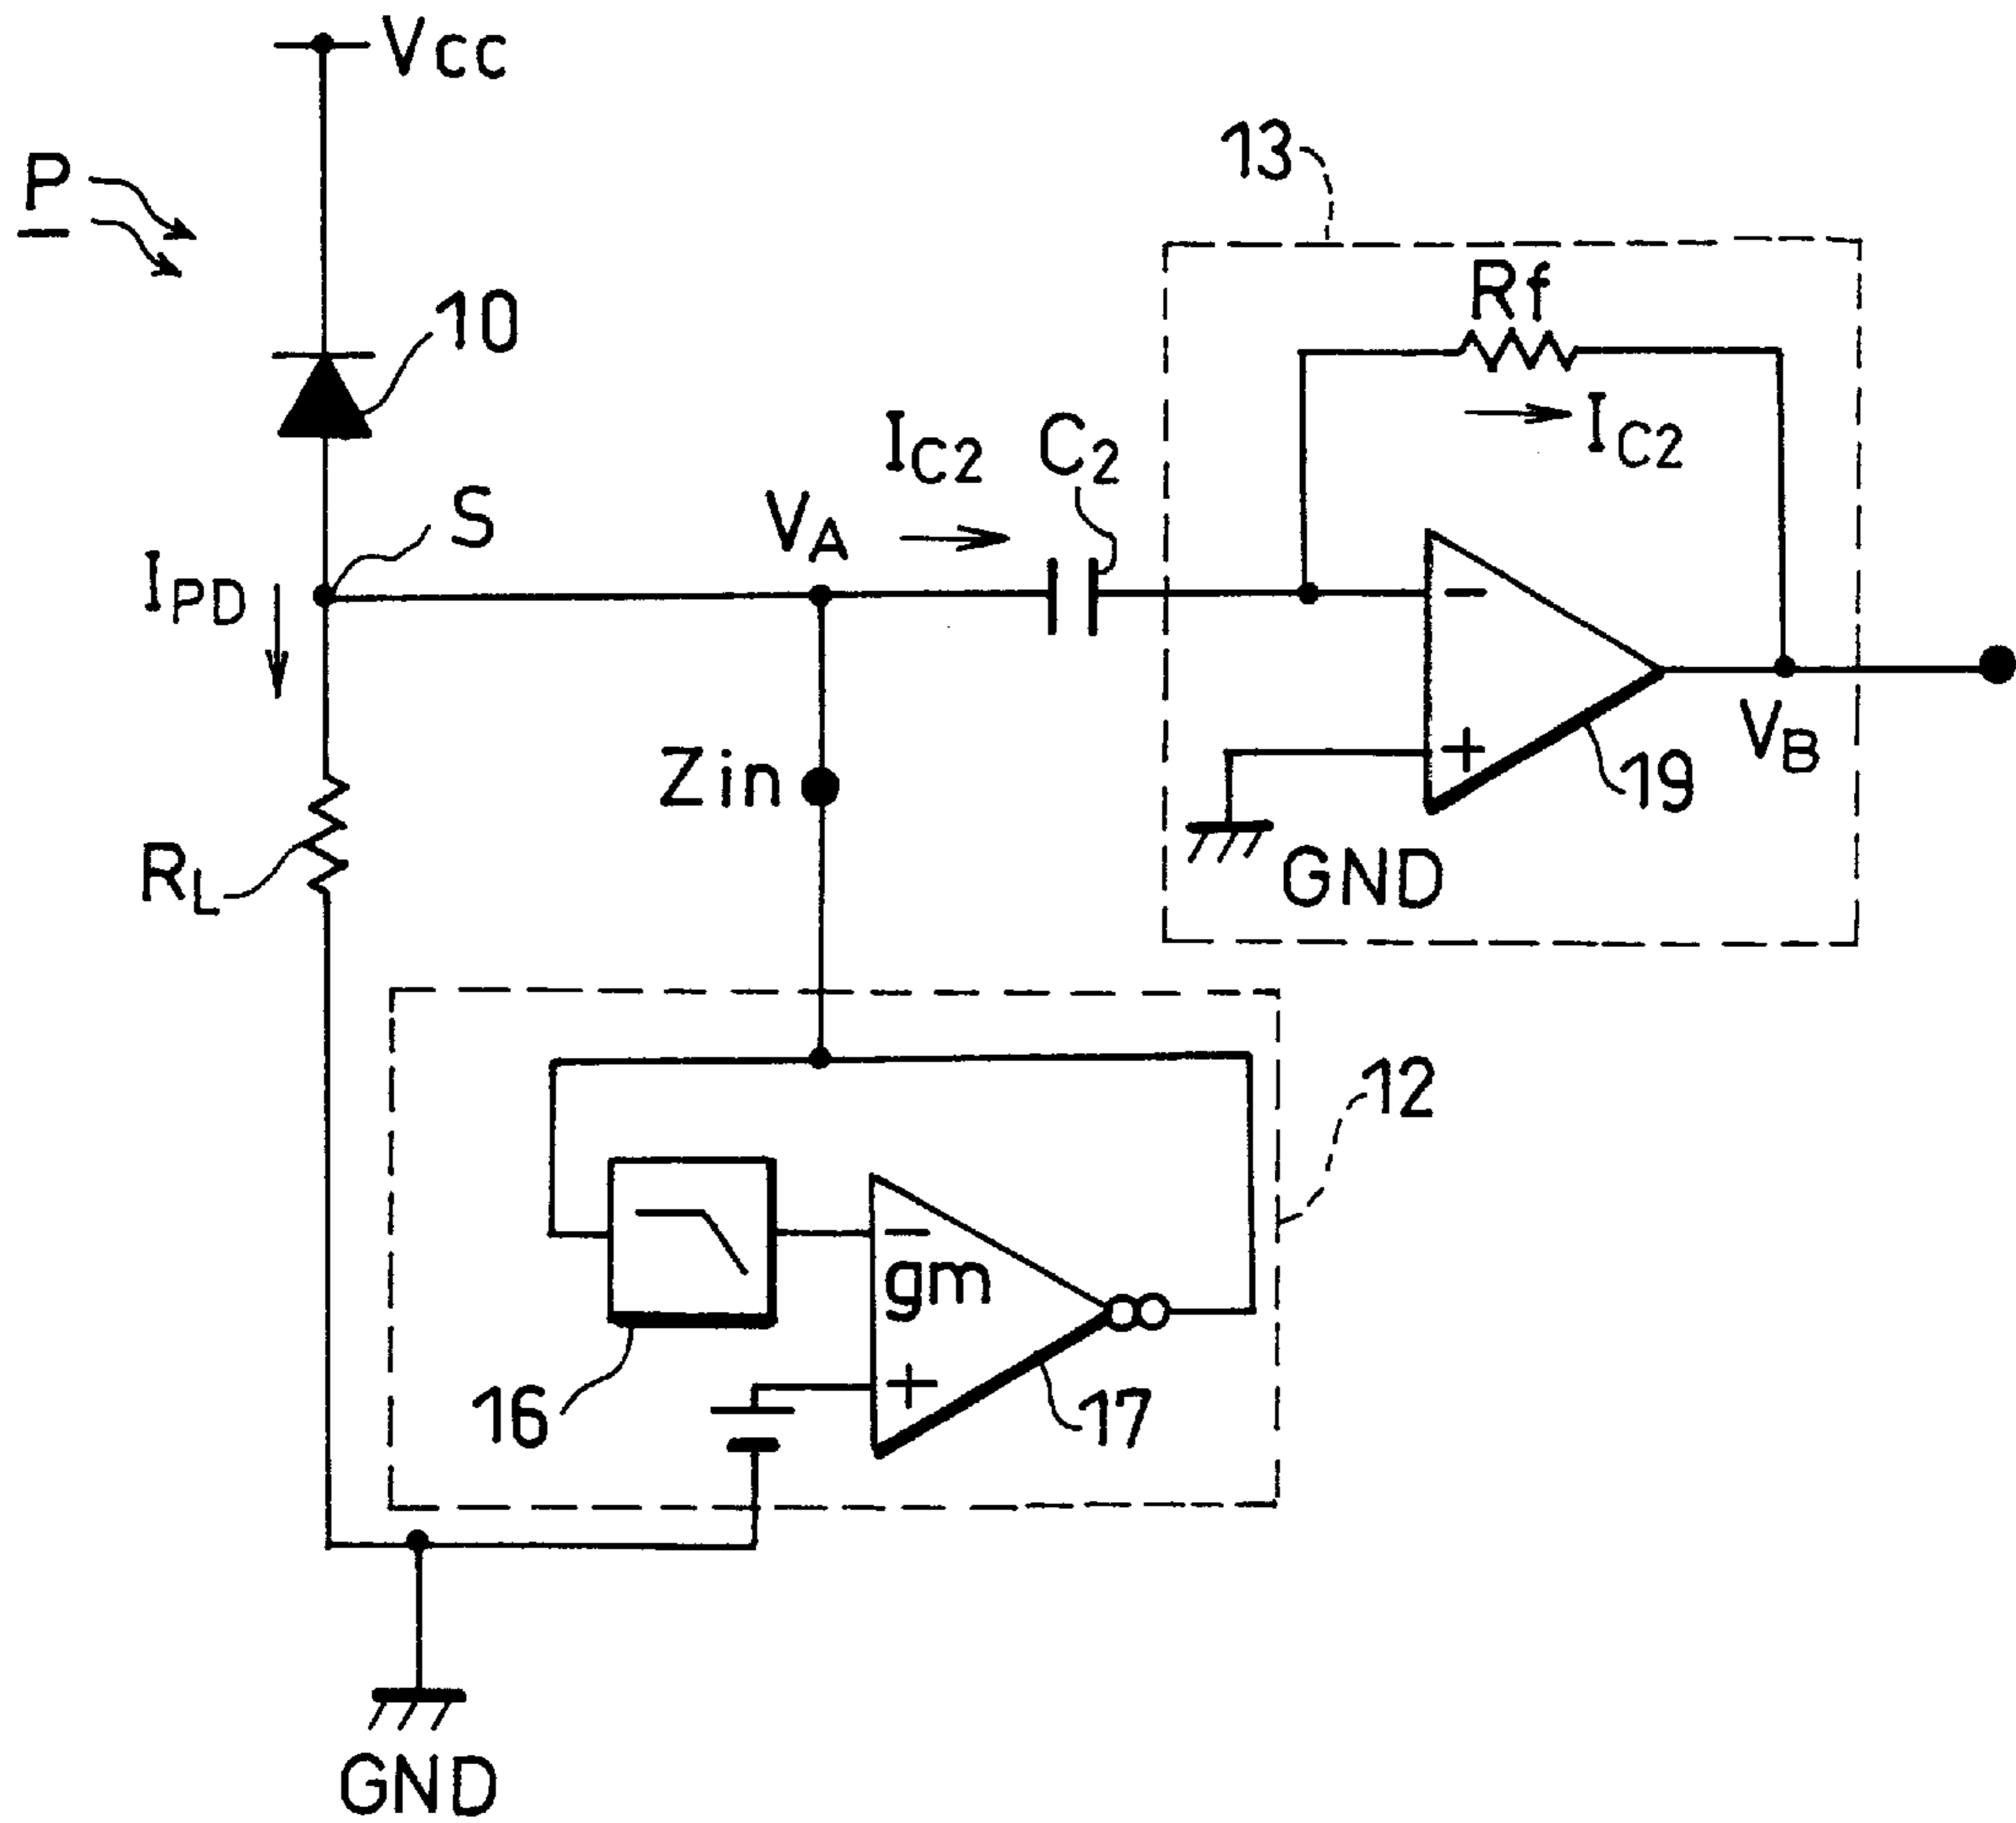 Vcc
P
13
Rf
10
IC2
C2
IC2
S
VA
IPD
-
Zin
+
VB
19
RL
GND
12
-
gm
16
+
17
GND